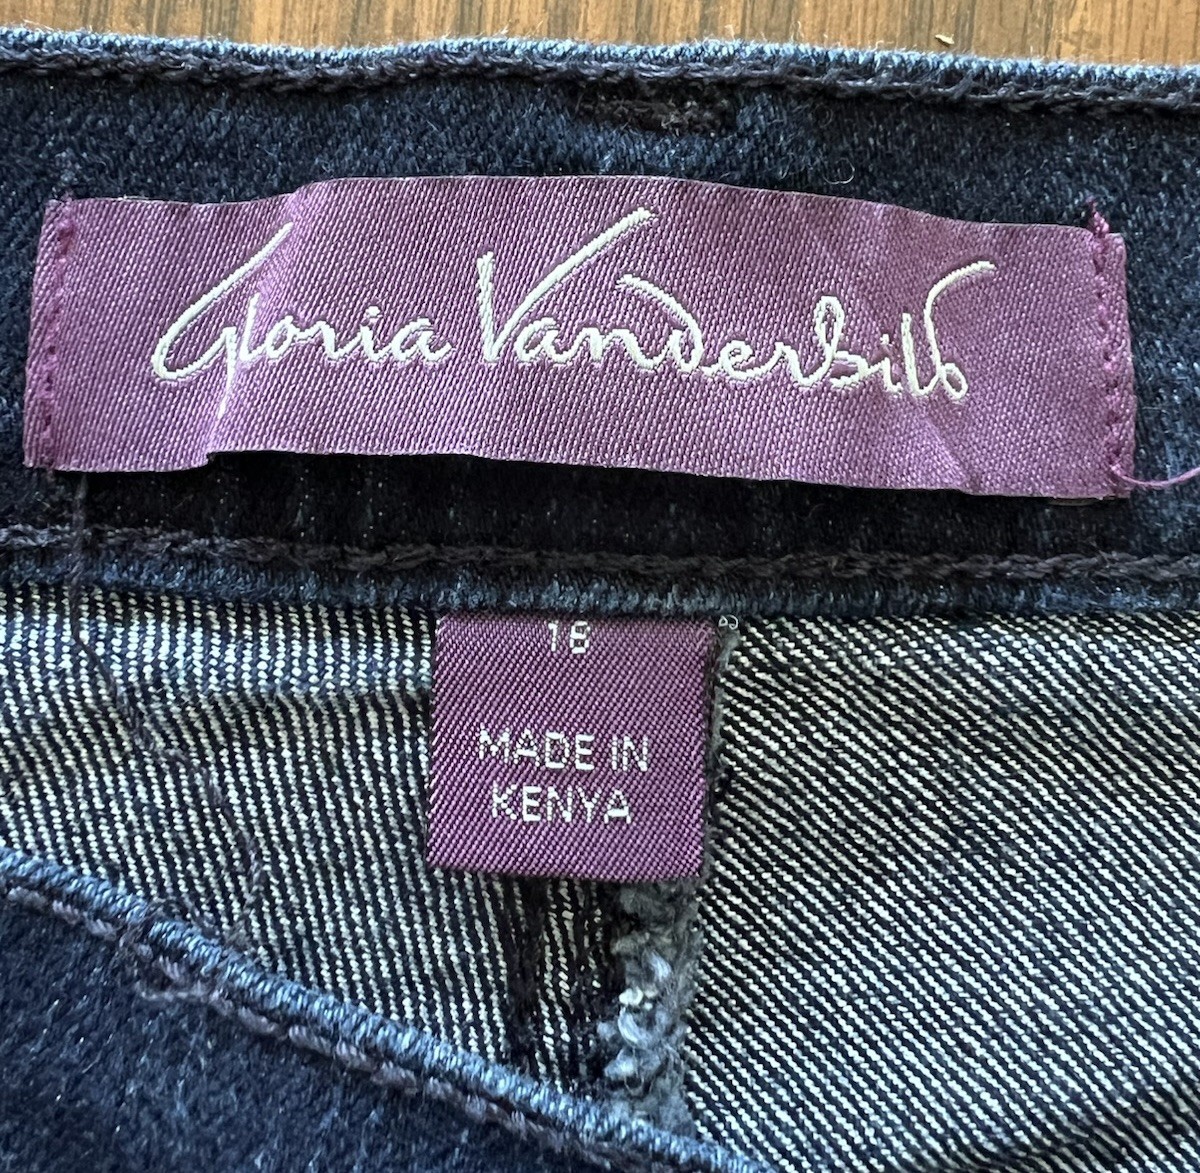 Gloria Vanderbilt
18
MADE IN
KENYA